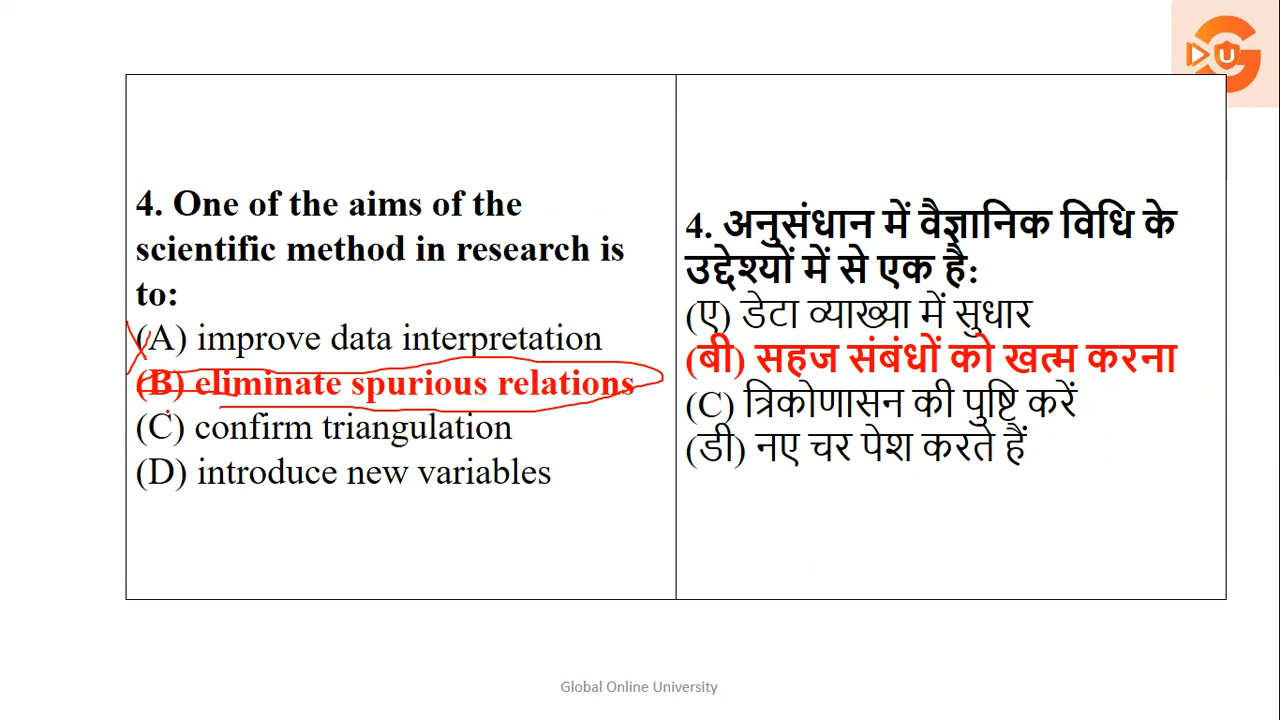 4. One of the aims of the
scientific method in research is
to:
(A) improve data interpretation
(B) eliminate spurious relations
(C) confirm triangulation
(D) introduce new variables
4. अनुसंधान में वैज्ञानिक विधि के
उद्देश्यों में से एक है:
(ए) डेटा व्याख्या में सुधार
(बी) सहज संबंधों को खत्म करना
(C) त्रिकोणासन की पुष्टि करें
(डी) नए चर पेश करते हैं
U
Global Online University